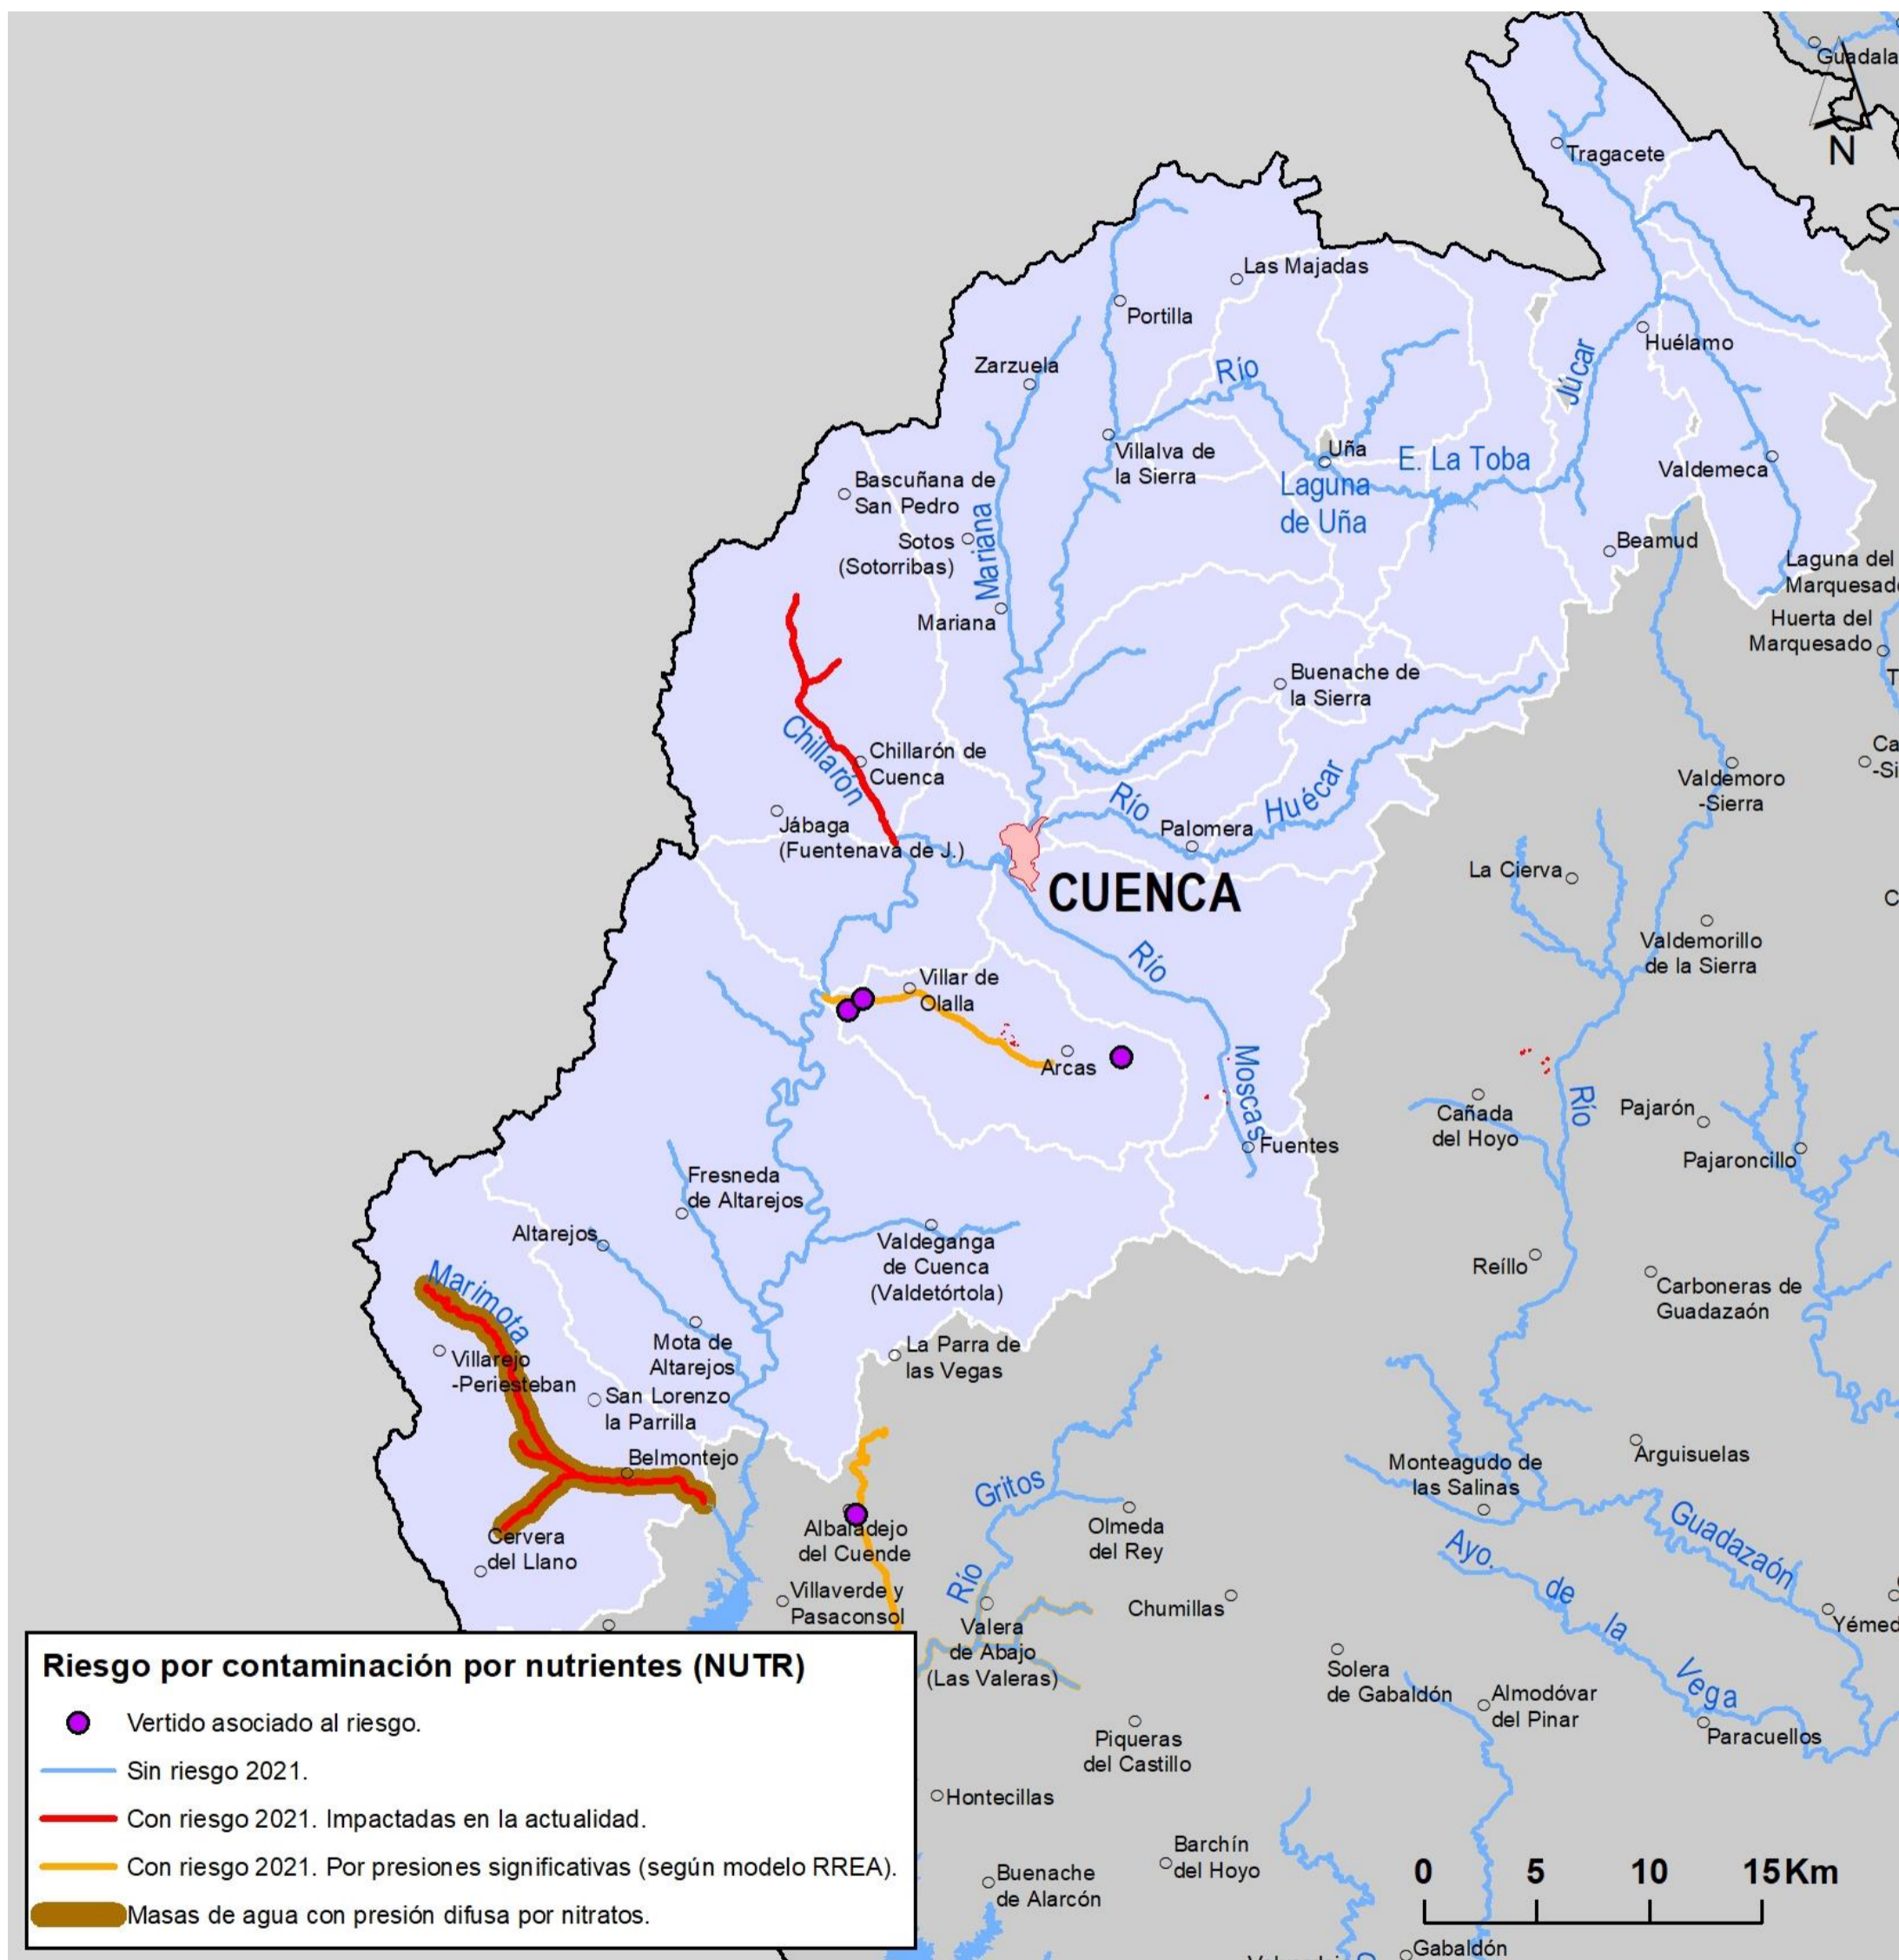 Guadala
N
Tragacete
Las Majadas
Portilla
Huélamo
Júcar
Zarzuela
Río
Villalva de
la Sierra
Uña
E. La Toba
Laguna
de Uña
Valdemeca
Bascuñana de
San Pedro
Mariana
Sotos
(Sotorribas)
Beamud
Laguna del
Marquesado
Huerta del
Marquesado
Mariana
T
Buenache de
la Sierra
Chillarón
Chillarón de
Cuenca
Ca
-Si
Valdemoro
-Sierra
Río
Huécar
Jábaga
(Fuentenava de J.)
Palomera
CUENCA
La Cierva
C
Valdemorillo
de la Sierra
Río
Villar de
Olalla
Arcas
Moscas
Fuentes
Río
Cañada
del Hoyo
Pajarón
Pajaroncillo
Fresneda
de Altarejos
Altarejos
Valdeganga
de Cuenca
(Valdetórtola)
Reíllo
Carboneras de
Guadazaón
Marimota
Villarejo
-Periesteban
Mota de
Altarejos
La Parra de
las Vegas
San Lorenzo
la Parrilla
Belmontejo
Arguisuelas
Monteagudo de
las Salinas
Gritos
Río
Olmeda
del Rey
Albaladejo
del Cuende
Cervera
del Llano
Guadazaón
Ayo.
de
la
Vega
Villaverde y
Pasaconsol
Chumillas
Valera
de Abajo
(Las Valeras)
Yémed
Solera
de Gabaldón
Almodóvar
del Pinar
Paracuellos
Piqueras
del Castillo
Hontecillas
Barchín
del Hoyo
Buenache
de Alarcón
Gabaldón
0 5 10 15 Km
Riesgo por contaminación por nutrientes (NUTR)
Vertido asociado al riesgo.
Sin riesgo 2021.
Con riesgo 2021. Impactadas en la actualidad.
Con riesgo 2021. Por presiones significativas (según modelo RREA).
Masas de agua con presión difusa por nitratos.